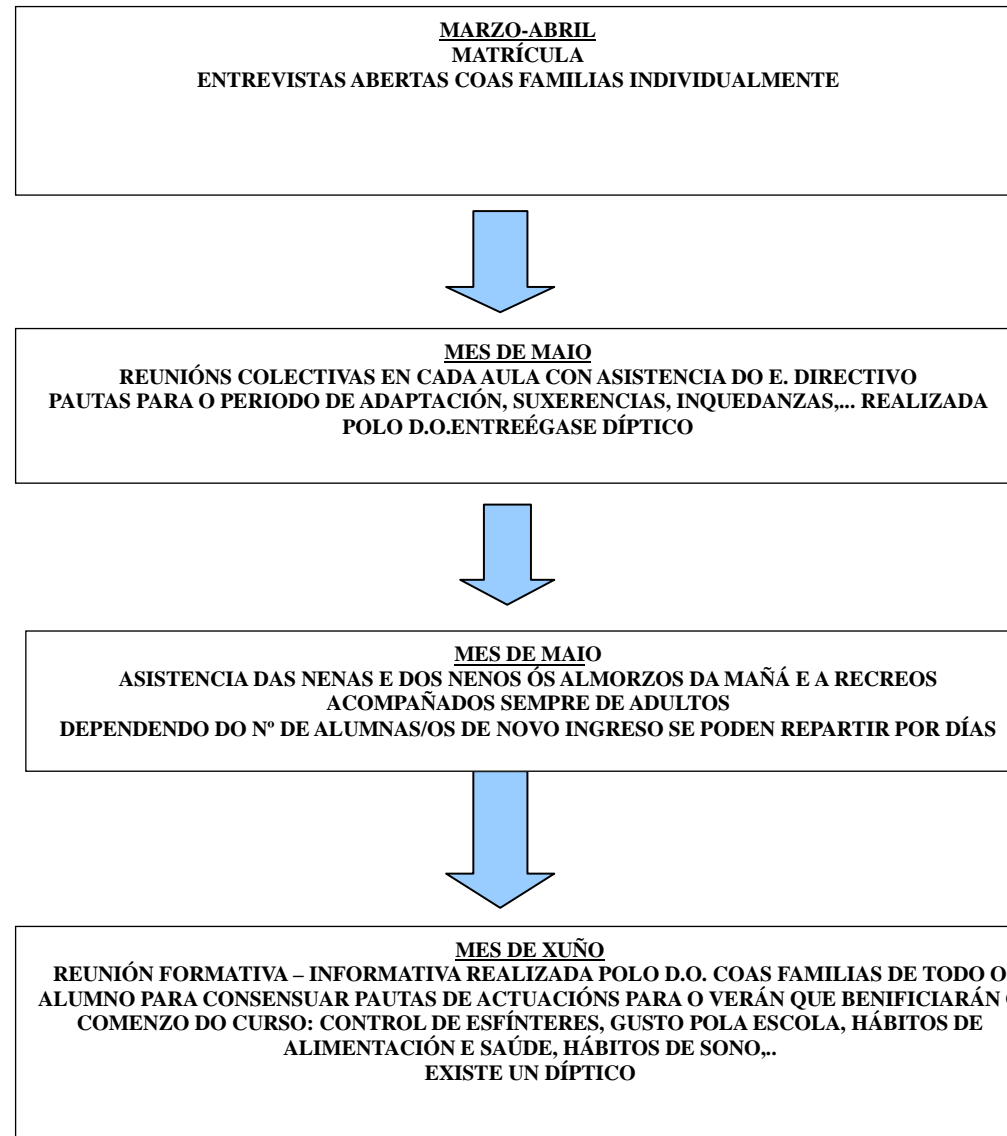 MARZO-ABRIL
MATRÍCULA
ENTREVISTAS ABERTAS COAS FAMILIAS INDIVIDUALMENTE
MES DE MAIO
REUNIÓNS COLECTIVAS EN CADA AULA CON ASISTENCIA DO E. DIRECTIVO
PAUTAS PARA O PERIODO DE ADAPTACIÓN, SUXERENCIAS, INQUEDANZAS,... REALIZADA
POLO D.O.ENTREÉGASE DÍPTICO
MES DE MAIO
ASISTENCIA DAS NENAS E DOS NENOS ÓS ALMORZOS DA MAÑÁ E A RECREOS
ACOMPAÑADOS SEMPRE DE ADULTOS
DEPENDENDO DO Nº DE ALUMNAS/OS DE NOVO INGRESO SE PODEN REPARTIR POR DÍAS
MES DE XUÑO
REUNIÓN FORMATIVA – INFORMATIVA REALIZADA POLO D.O. COAS FAMILIAS DE TODO O
ALUMNO PARA CONSENSUAR PAUTAS DE ACTUACIÓNS PARA O VERÁN QUE BENIFICIARÁN
COMENZO DO CURSO: CONTROL DE ESFÍNTERES, GUSTO POLA ESCOLA, HÁBITOS DE
ALIMENTACIÓN E SAÚDE, HÁBITOS DE SONO,..
EXISTE UN DÍPTICO